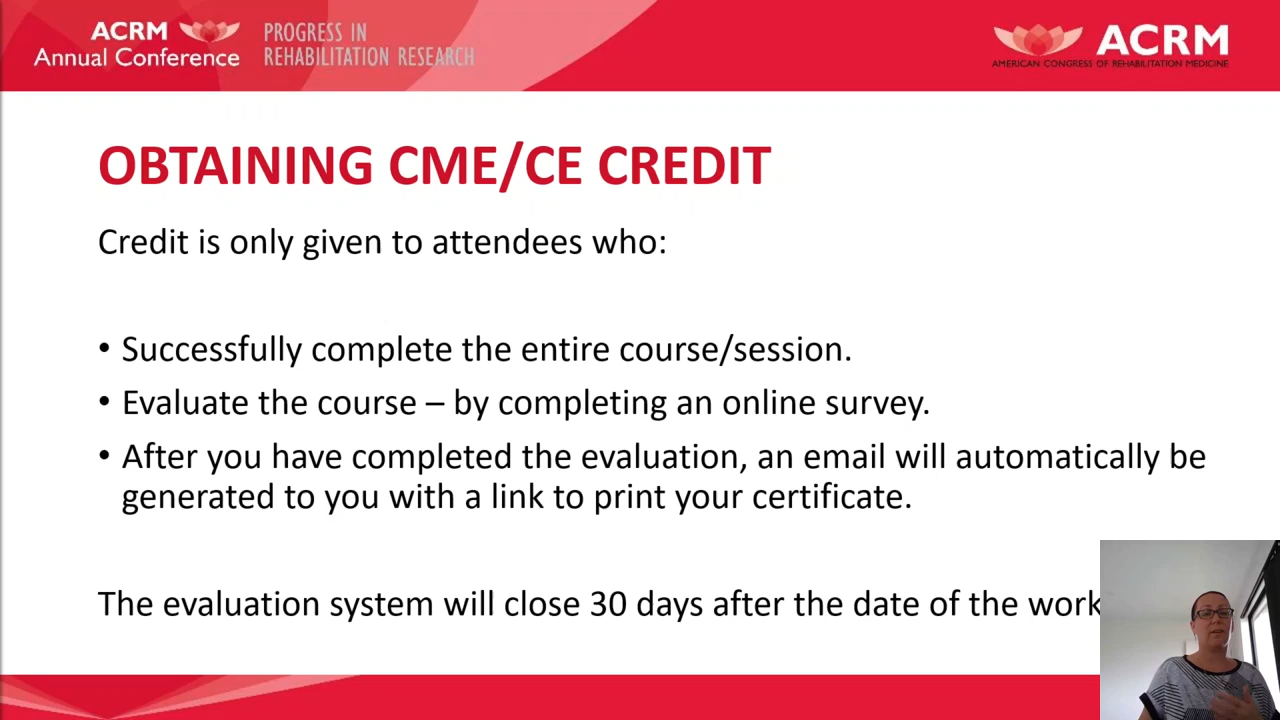 ACRM
Annual Conference
PROGRESS IN
REHABILITATION RESEARCH
ACRM
AMERICAN CONGRESS OF REHABILITATION MEDICINE
OBTAINING CME/CE CREDIT
Credit is only given to attendees who:
• Successfully complete the entire course/session.
• Evaluate the course – by completing an online survey.
• After you have completed the evaluation, an email will automatically be
generated to you with a link to print your certificate.
The evaluation system will close 30 days after the date of the work